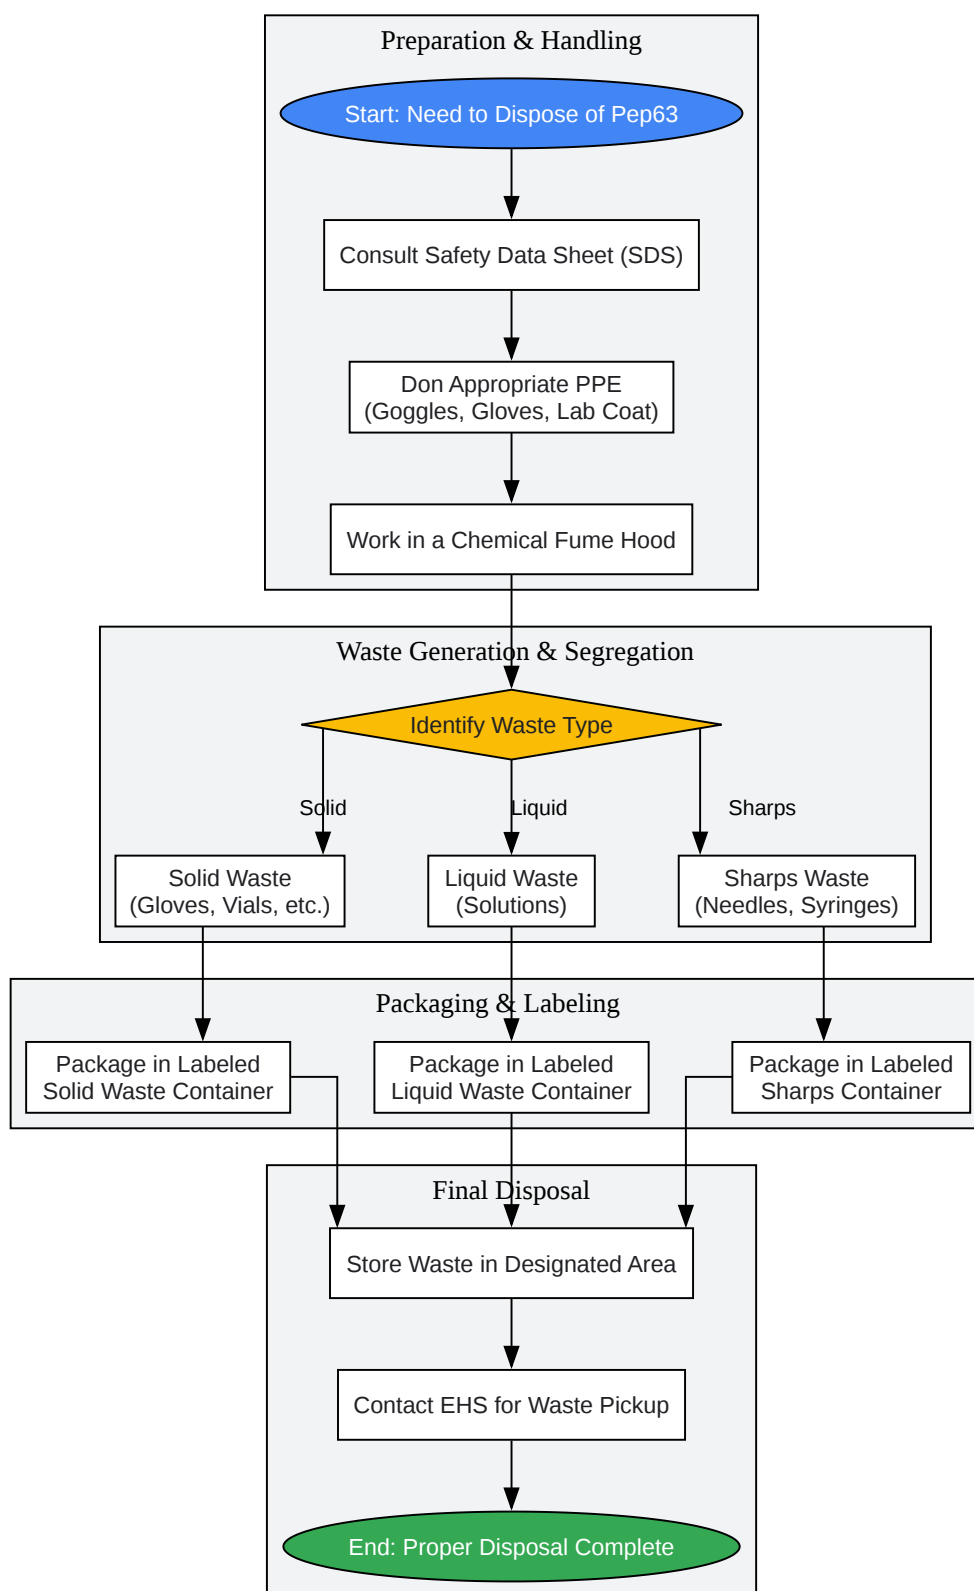 Preparation & Handling
Start: Need to Dispose of Pep63
Consult Safety Data Sheet (SDS)
Don Appropriate PPE
(Goggles, Gloves, Lab Coat)
Work in a Chemical Fume Hood
Waste Generation & Segregation
Identify Waste Type
Solid
Liquid
Sharps
Solid Waste
(Gloves, Vials, etc.)
Liquid Waste
(Solutions)
Sharps Waste
(Needles, Syringes)
Packaging & Labeling
Package in Labeled
Solid Waste Container
Package in Labeled
Liquid Waste Container
Package in Labeled
Sharps Container
Final Disposal
Store Waste in Designated Area
Contact EHS for Waste Pickup
End: Proper Disposal Complete